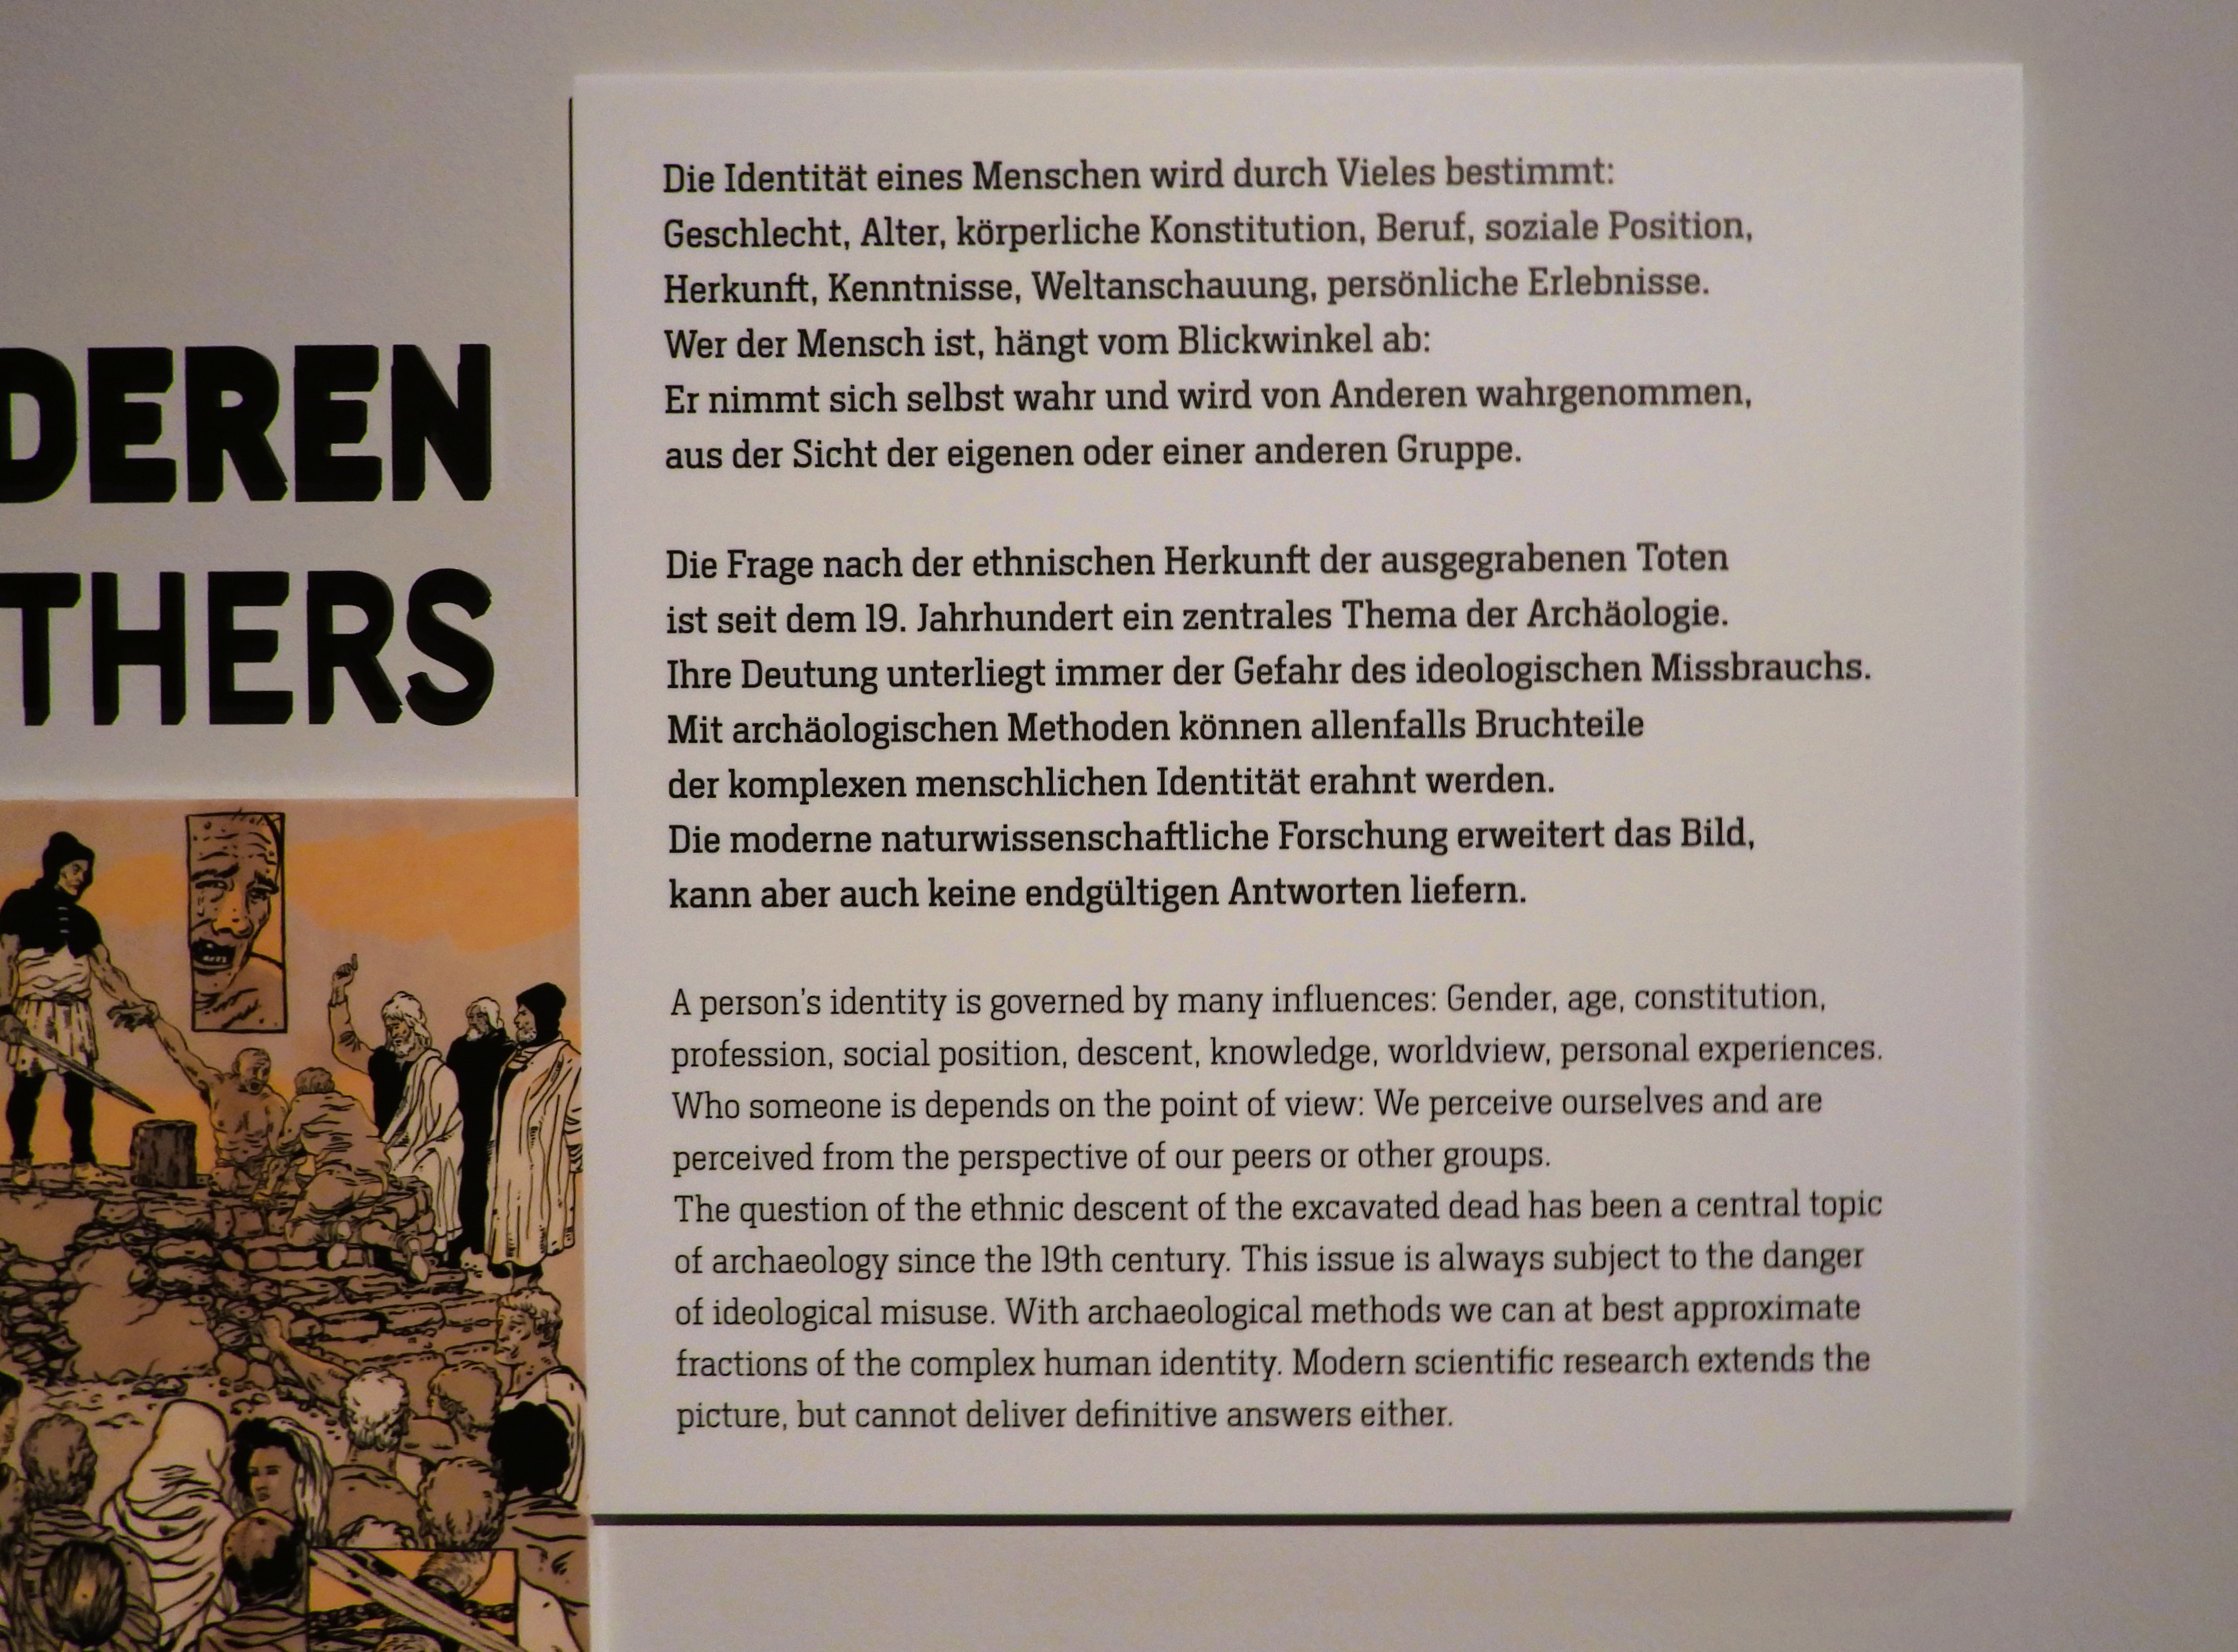 DEREN
THERS
Die Identität eines Menschen wird durch Vieles bestimmt:
Geschlecht, Alter, körperliche Konstitution, Beruf, soziale Position,
Herkunft, Kenntnisse, Weltanschauung, persönliche Erlebnisse.
Wer der Mensch ist, hängt vom Blickwinkel ab:
Er nimmt sich selbst wahr und wird von Anderen wahrgenommen,
aus der Sicht der eigenen oder einer anderen Gruppe.
Die Frage nach der ethnischen Herkunft der ausgegrabenen Toten
ist seit dem 19. Jahrhundert ein zentrales Thema der Archäologie.
Ihre Deutung unterliegt immer der Gefahr des ideologischen Missbrauchs.
Mit archäologischen Methoden können allenfalls Bruchteile
der komplexen menschlichen Identität erahnt werden.
Die moderne naturwissenschaftliche Forschung erweitert das Bild,
kann aber auch keine endgültigen Antworten liefern.
A person's identity is governed by many influences: Gender, age, constitution,
profession, social position, descent, knowledge, worldview, personal experiences.
Who someone is depends on the point of view: We perceive ourselves and are
perceived from the perspective of our peers or other groups.
The question of the ethnic descent of the excavated dead has been a central topic
of archaeology since the 19th century. This issue is always subject to the danger
of ideological misuse. With archaeological methods we can at best approximate
fractions of the complex human identity. Modern scientific research extends the
picture, but cannot deliver definitive answers either.